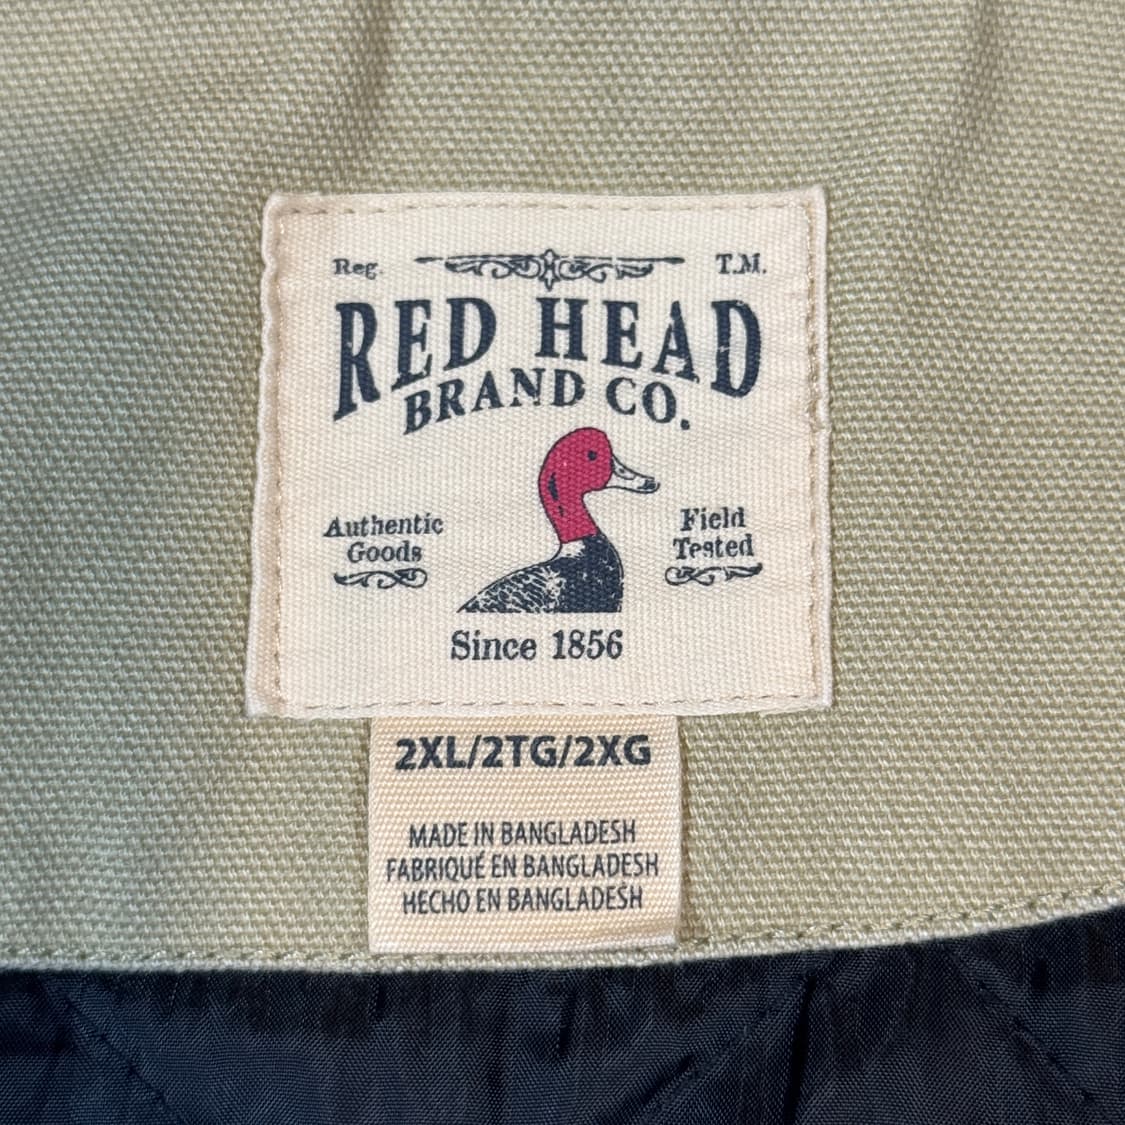 Reg. T.M.
RED HEAD
BRAND CO.
Authentic
Goods
Field
Tested
Since 1856
2XL/2TG/2XG
MADE IN BANGLADESH
FABRIQUÉ EN BANGLADESH
HECHO EN BANGLADESH